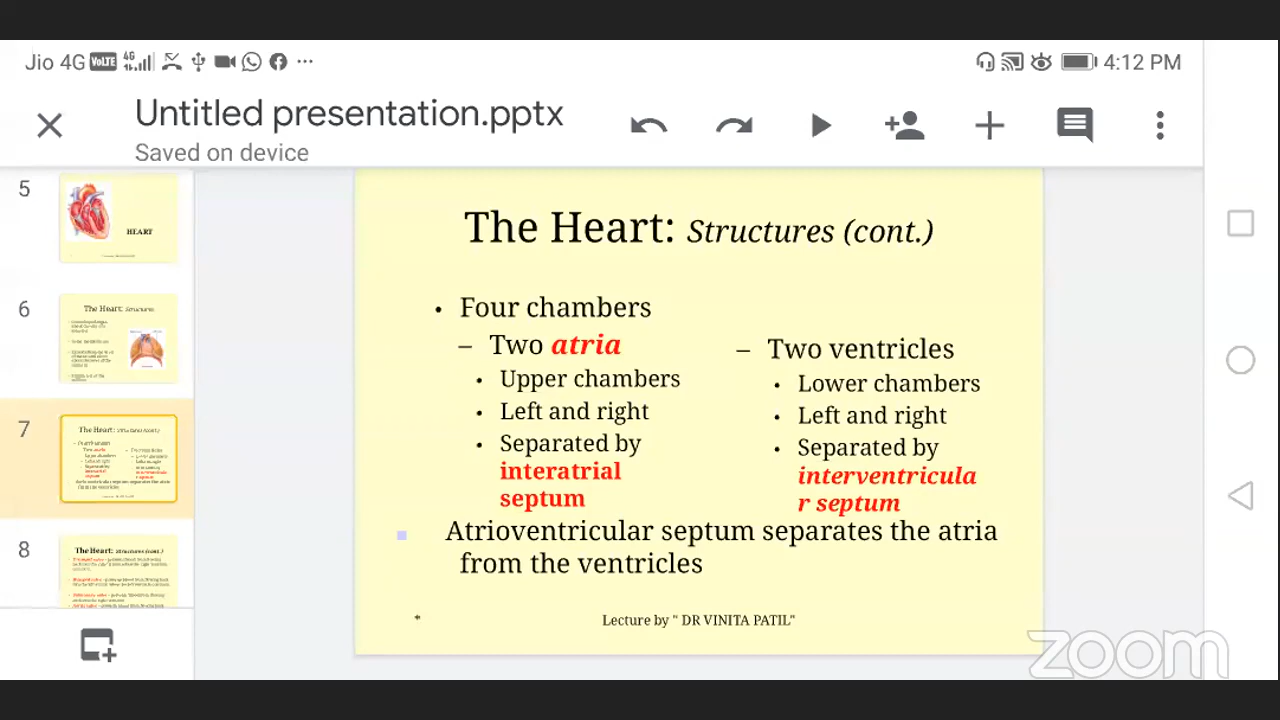 Jio 4G VoLTE 4G 4:12 PM
Untitled presentation.pptx
Saved on device
5
HEART
6
The Heart: Structures
7
The Heart: Structures (cont.)
8
The Heart: Structures (cont.)
The Heart: Structures (cont.)
• Four chambers
– Two atria
• Upper chambers
• Left and right
• Separated by
interatrial
septum
– Two ventricles
• Lower chambers
• Left and right
• Separated by
interventricula
r septum
Atrioventricular septum separates the atria
from the ventricles
*
Lecture by " DR VINITA PATIL"
zoom